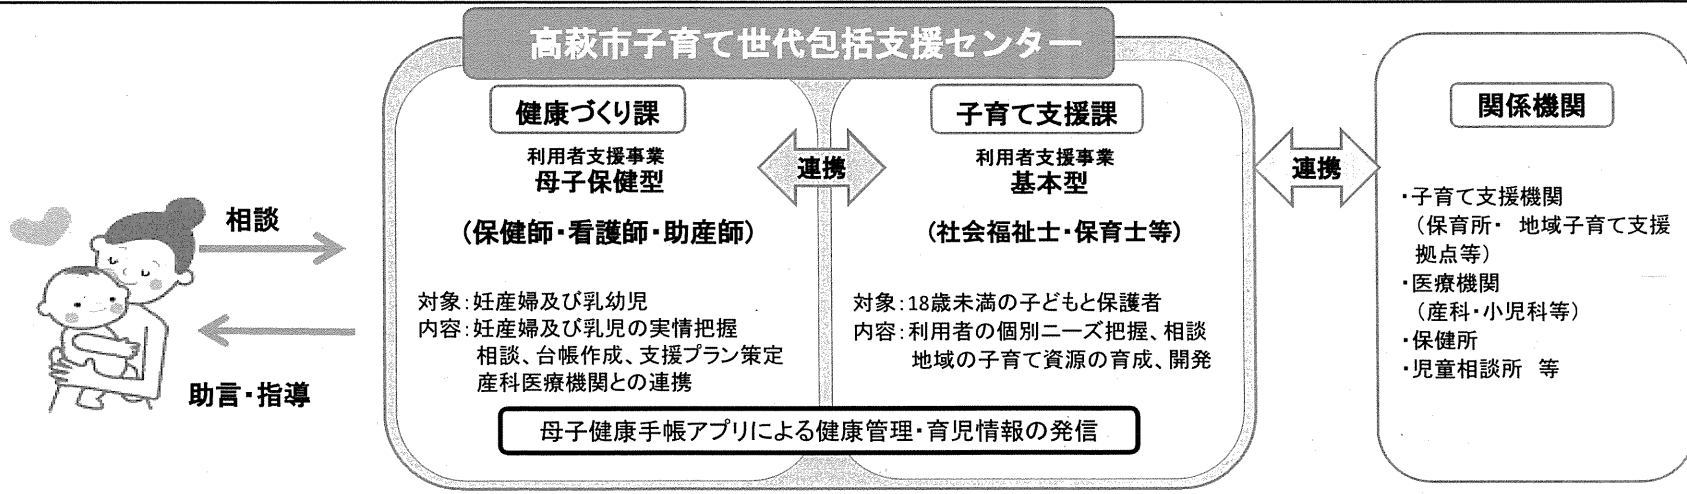 高萩市子育て世代包括支援センター
相談
助言・指導
健康づくり課
利用者支援事業
母子保健型
(保健師・看護師・助産師)
対象:妊産婦及び乳幼児
内容:妊産婦及び乳児の実情把握
相談、台帳作成、支援プラン策定
産科医療機関との連携
連携
子育て支援課
利用者支援事業
基本型
(社会福祉士・保育士等)
対象:18歳未満の子どもと保護者
内容:利用者の個別ニーズ把握、相談
地域の子育て資源の育成、開発
母子健康手帳アプリによる健康管理・育児情報の発信
連携
関係機関
・子育て支援機関
(保育所・ 地域子育て支援
拠点等)
・医療機関
(産科・小児科等)
・保健所
・児童相談所 等